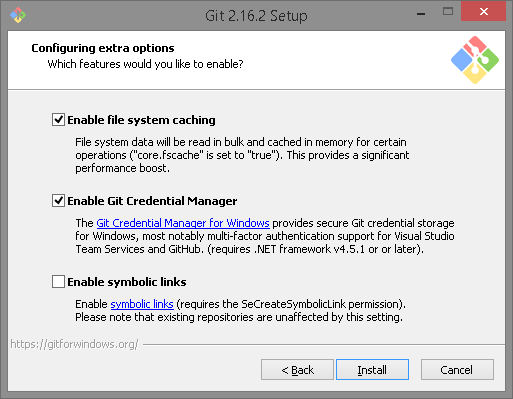 Git 2.16.2 Setup
Configuring extra options
Which features would you like to enable?
Enable file system caching
File system data will be read in bulk and cached in memory for certain
operations ("core.fscache" is set to "true"). This provides a significant
performance boost.
Enable Git Credential Manager
The Git Credential Manager for Windows provides secure Git credential storage
for Windows, most notably multi-factor authentication support for Visual Studio
Team Services and GitHub. (requires .NET framework v4.5.1 or or later).
Enable symbolic links
Enable symbolic links (requires the SeCreateSymbolicLink permission).
Please note that existing repositories are unaffected by this setting.
https://gitforwindows.org/
< Back Install Cancel